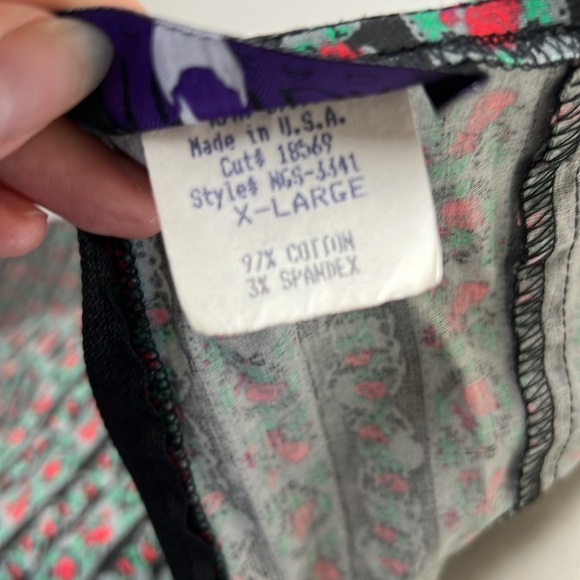 Made in U.S.A.
Cut# 18569
Style# NGS-3341
X-LARGE
97% COTTON
3% SPANDEX